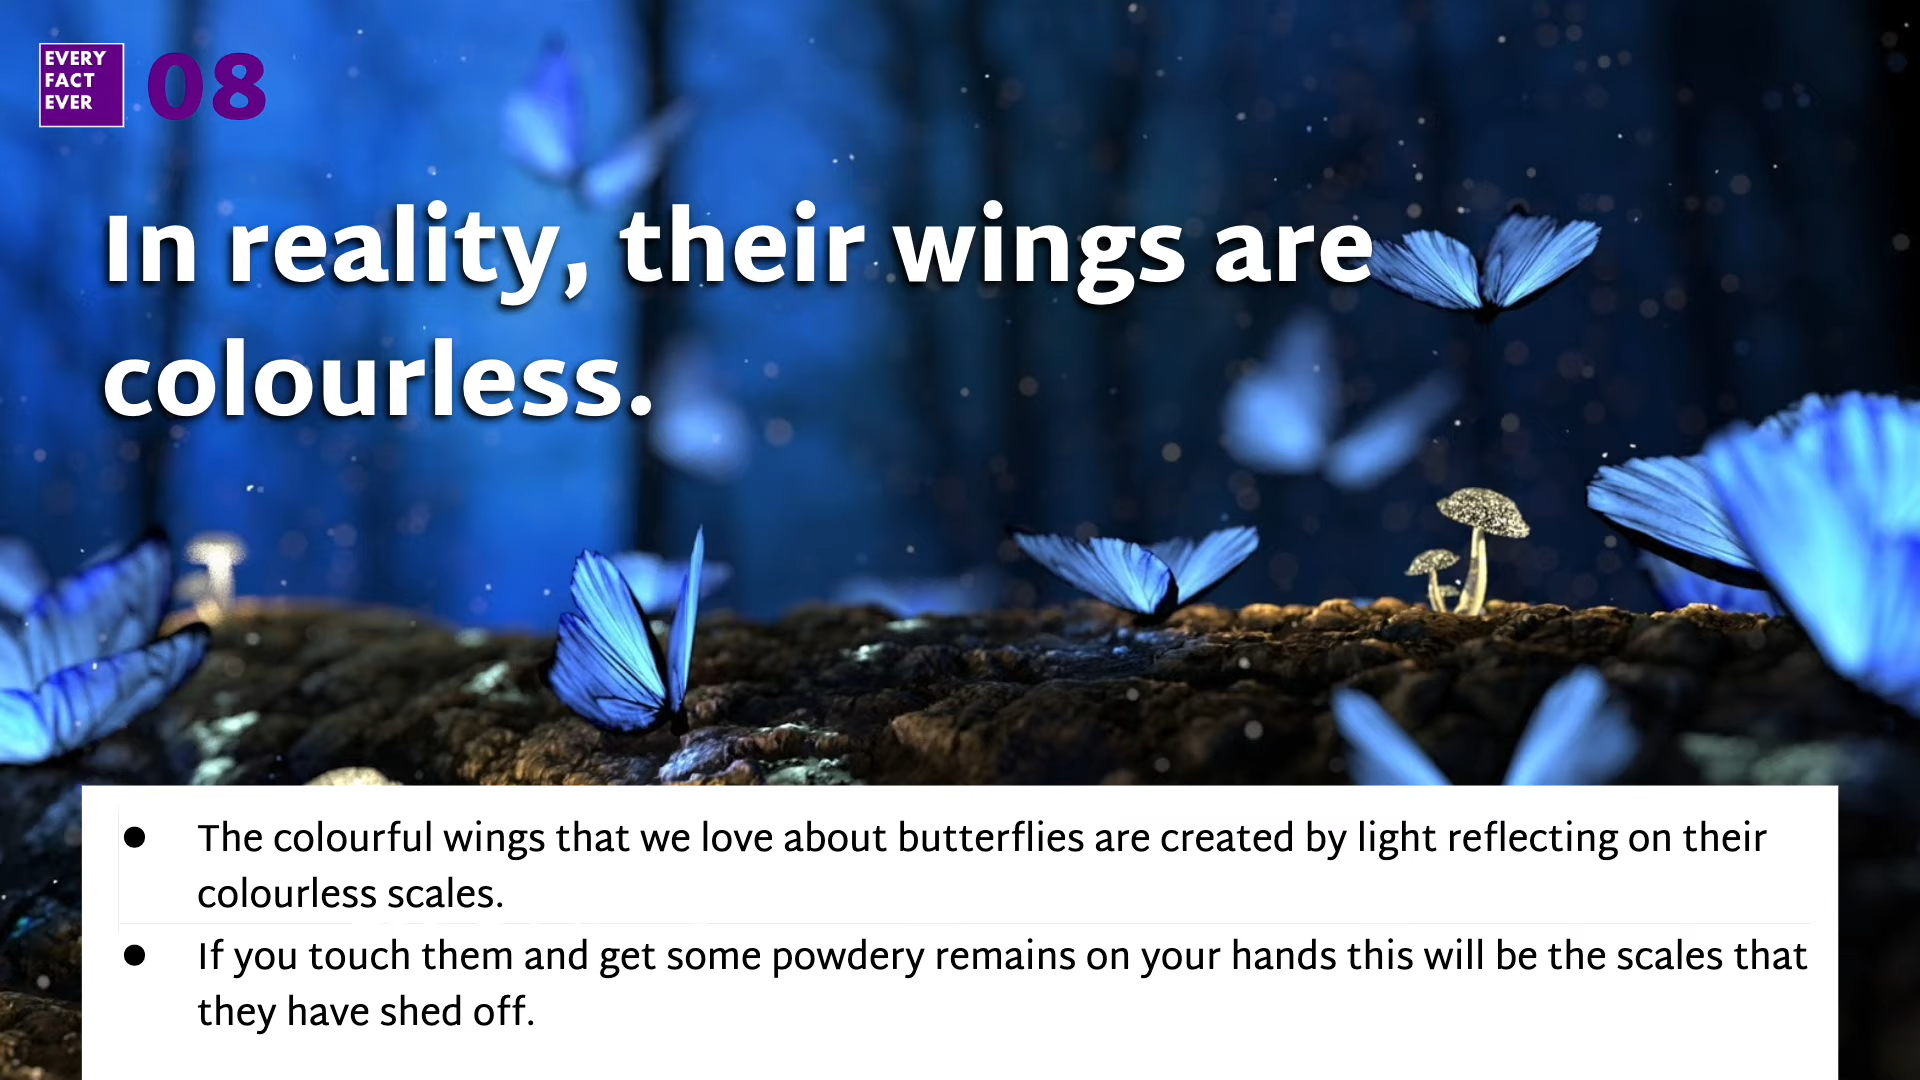 EVERY
FACT
EVER
08
In reality, their wings are
colourless.
● The colourful wings that we love about butterflies are created by light reflecting on their
colourless scales.
● If you touch them and get some powdery remains on your hands this will be the scales that
they have shed off.